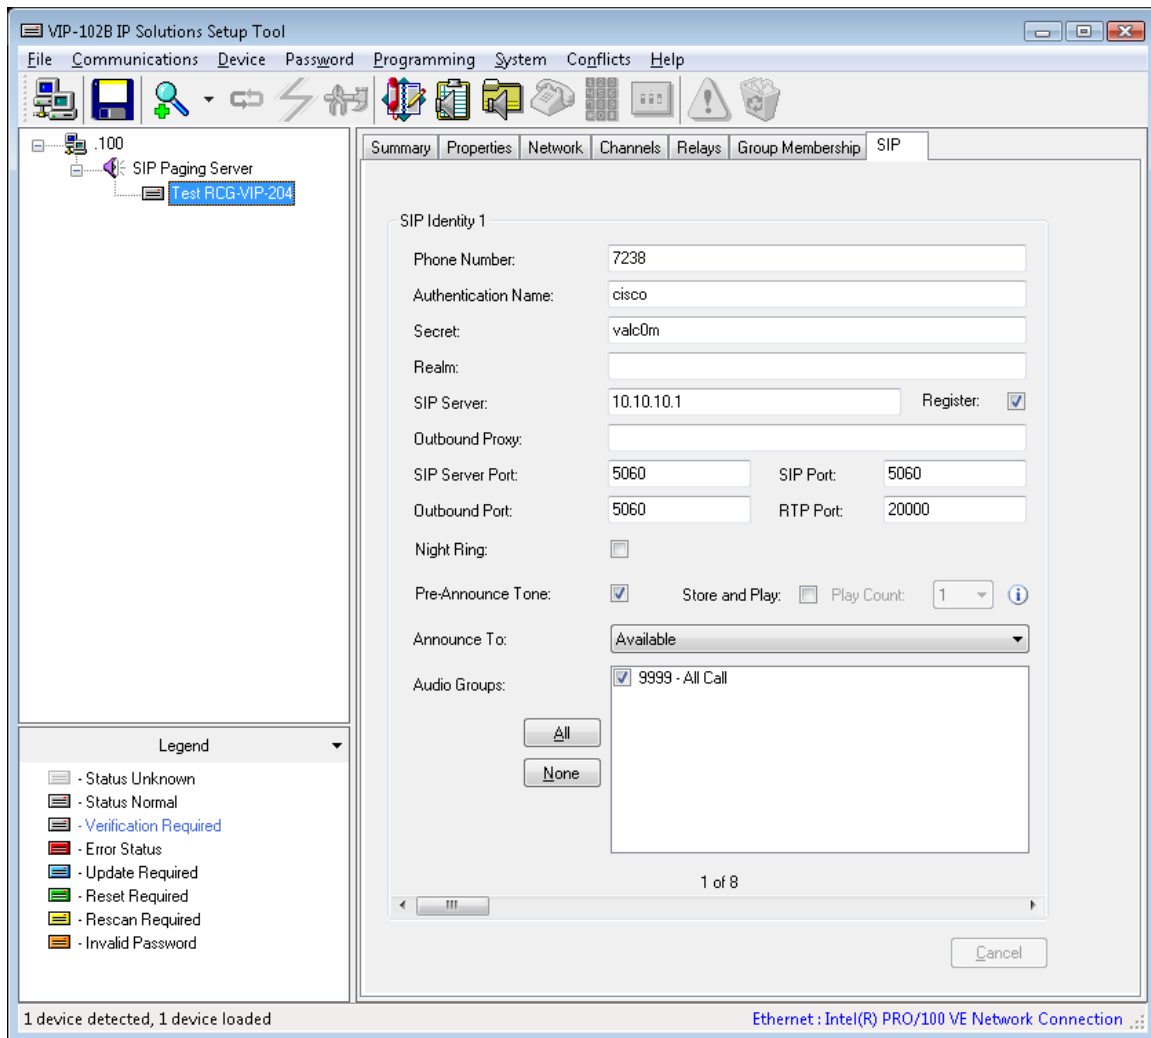 VIP-102B IP Solutions Setup Tool
File Communications Device Password Programming System Conflicts Help
.100
SIP Paging Server
Test RCG-VIP-204
Summary Properties Network Channels Relays Group Membership SIP
SIP Identity 1
Phone Number: 7238
Authentication Name: cisco
Secret: valc0m
Realm:
SIP Server: 10.10.10.1 Register:
Outbound Proxy:
SIP Server Port: 5060 SIP Port: 5060
Outbound Port: 5060 RTP Port: 20000
Night Ring:
Pre-Announce Tone: Store and Play: Play Count: 1
Announce To: Available
Audio Groups: 9999 - All Call
All
None
1 of 8
Cancel
Legend
- Status Unknown
- Status Normal
- Verification Required
- Error Status
- Update Required
- Reset Required
- Rescan Required
- Invalid Password
1 device detected, 1 device loaded
Ethernet : Intel(R) PRO/100 VE Network Connection